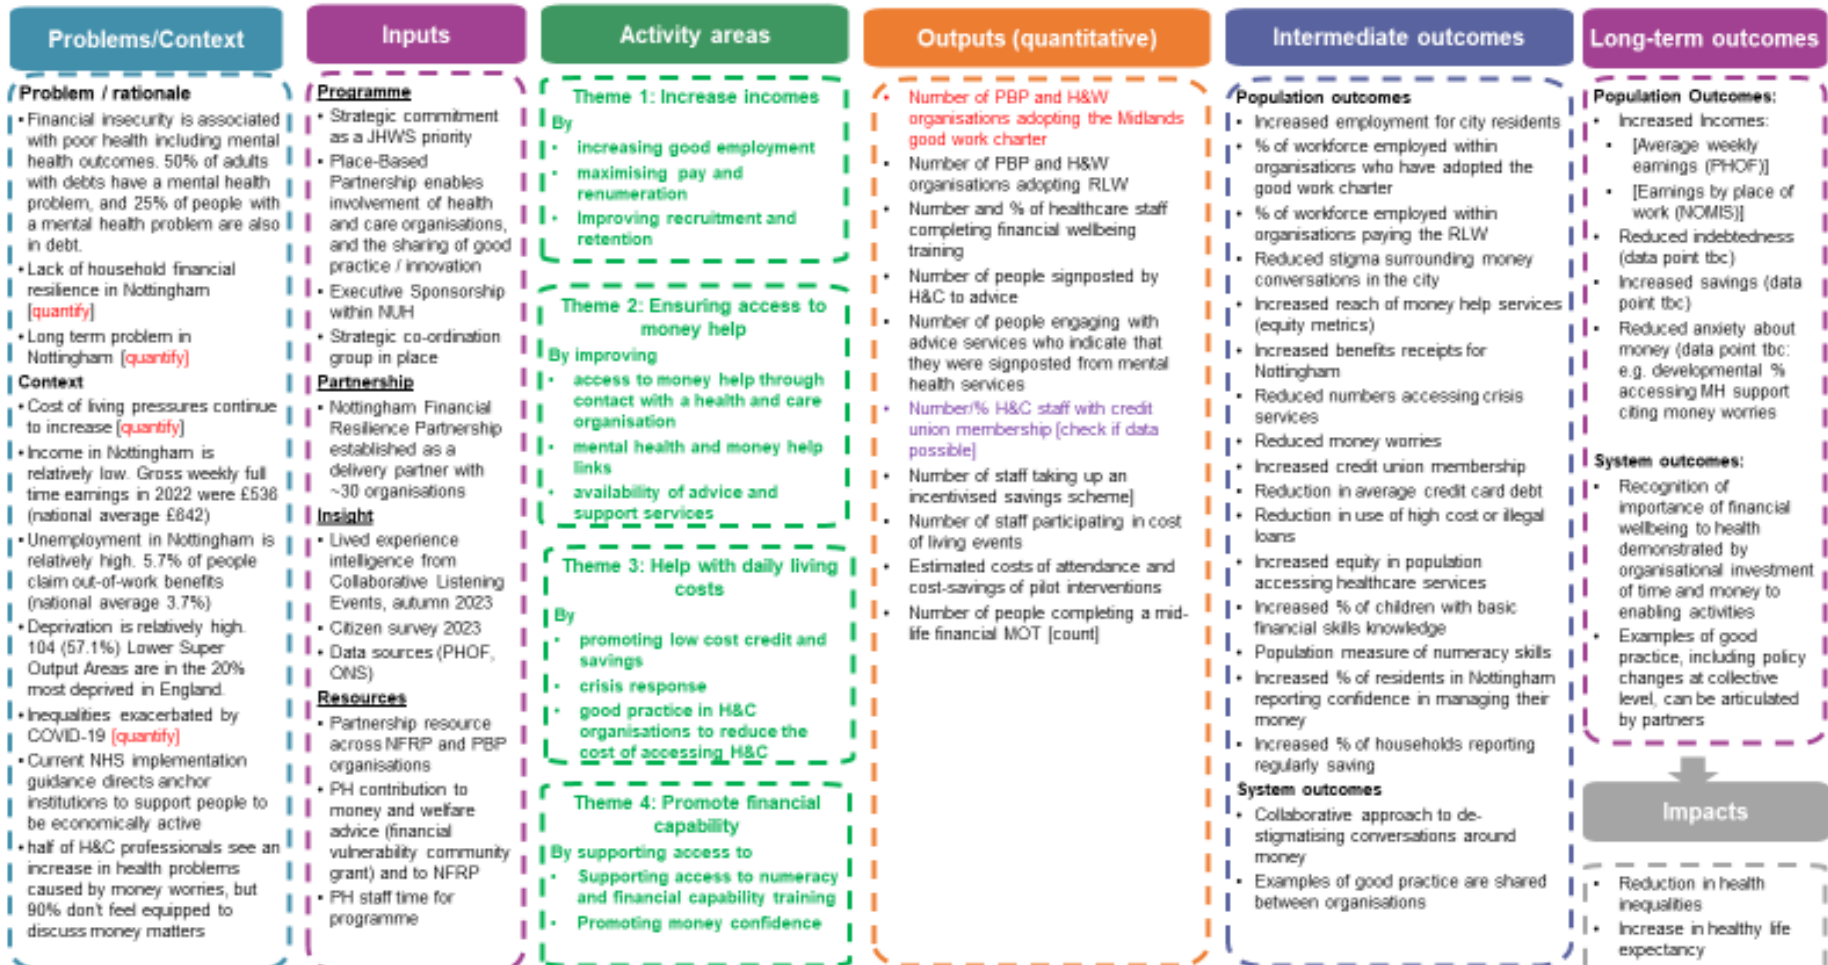 Problems/Context
Problem / rationale
• Financial insecurity is associated
with poor health including mental
health outcomes. 50% of adults
with debts have a mental health
problem, and 25% of people with
a mental health problem are also
in debt.
• Lack of household financial
resilience in Nottingham
[quantify]
• Long term problem in
Nottingham [quantify]
Context
• Cost of living pressures continue
to increase [quantify]
• Income in Nottingham is
relatively low. Gross weekly full
time earnings in 2022 were £536
(national average £642)
• Unemployment in Nottingham is
relatively high. 5.7% of people
claim out-of-work benefits
(national average 3.7%)
• Deprivation is relatively high.
104 (57.1%) Lower Super
Output Areas are in the 20%
most deprived in England.
• Inequalities exacerbated by
COVID-19 [quantify]
• Current NHS implementation
guidance directs anchor
institutions to support people to
be economically active
• half of H&C professionals see an
increase in health problems
caused by money worries, but
90% don't feel equipped to
discuss money matters
Inputs
Programme
• Strategic commitment
as a JHWS priority
• Place-Based
Partnership enables
involvement of health
and care organisations,
and the sharing of good
practice / innovation
• Executive Sponsorship
within NUH
• Strategic co-ordination
group in place
Partnership
• Nottingham Financial
Resilience Partnership
established as a
delivery partner with
~30 organisations
Insight
• Lived experience
intelligence from
Collaborative Listening
Events, autumn 2023
• Citizen survey 2023
• Data sources (PHOF,
ONS)
Resources
• Partnership resource
across NFRP and PBP
organisations
• PH contribution to
money and welfare
advice (financial
vulnerability community
grant) and to NFRP
• PH staff time for
programme
Activity areas
Theme 1: Increase incomes
By
• increasing good employment
• maximising pay and
renumeration
• Improving recruitment and
retention
Theme 2: Ensuring access to
money help
By improving
• access to money help through
contact with a health and care
organisation
• mental health and money help
links
• availability of advice and
support services
Theme 3: Help with daily living
costs
By
• promoting low cost credit and
savings
• crisis response
• good practice in H&C
organisations to reduce the
cost of accessing H&C
Theme 4: Promote financial
capability
By supporting access to
• Supporting access to numeracy
and financial capability training
• Promoting money confidence
Outputs (quantitative)
• Number of PBP and H&W
organisations adopting the Midlands
good work charter
• Number of PBP and H&W
organisations adopting RLW
• Number and % of healthcare staff
completing financial wellbeing
training
• Number of people signposted by
H&C to advice
• Number of people engaging with
advice services who indicate that
they were signposted from mental
health services
• Number/% H&C staff with credit
union membership [check if data
possible]
• Number of staff taking up an
incentivised savings scheme]
• Number of staff participating in cost
of living events
• Estimated costs of attendance and
cost-savings of pilot interventions
• Number of people completing a mid-
life financial MOT [count]
Intermediate outcomes
Population outcomes
• Increased employment for city residents
• % of workforce employed within
organisations who have adopted the
good work charter
• % of workforce employed within
organisations paying the RLW
• Reduced stigma surrounding money
conversations in the city
• Increased reach of money help services
(equity metrics)
• Increased benefits receipts for
Nottingham
• Reduced numbers accessing crisis
services
• Reduced money worries
• Increased credit union membership
• Reduction in average credit card debt
• Reduction in use of high cost or illegal
loans
• Increased equity in population
accessing healthcare services
• Increased % of children with basic
financial skills knowledge
• Population measure of numeracy skills
• Increased % of residents in Nottingham
reporting confidence in managing their
money
• Increased % of households reporting
regularly saving
System outcomes
• Collaborative approach to de-
stigmatising conversations around
money
• Examples of good practice are shared
between organisations
Long-term outcomes
Population Outcomes:
• Increased Incomes:
• [Average weekly
earnings (PHOF)]
• [Earnings by place of
work (NOMIS)]
• Reduced indebtedness
(data point tbc)
• Increased savings (data
point tbc)
• Reduced anxiety about
money (data point tbc:
e.g. developmental %
accessing MH support
citing money worries
System outcomes:
• Recognition of
importance of financial
wellbeing to health
demonstrated by
organisational investment
of time and money to
enabling activities
• Examples of good
practice, including policy
changes at collective
level, can be articulated
by partners
Impacts
• Reduction in health
inequalities
• Increase in healthy life
expectancy